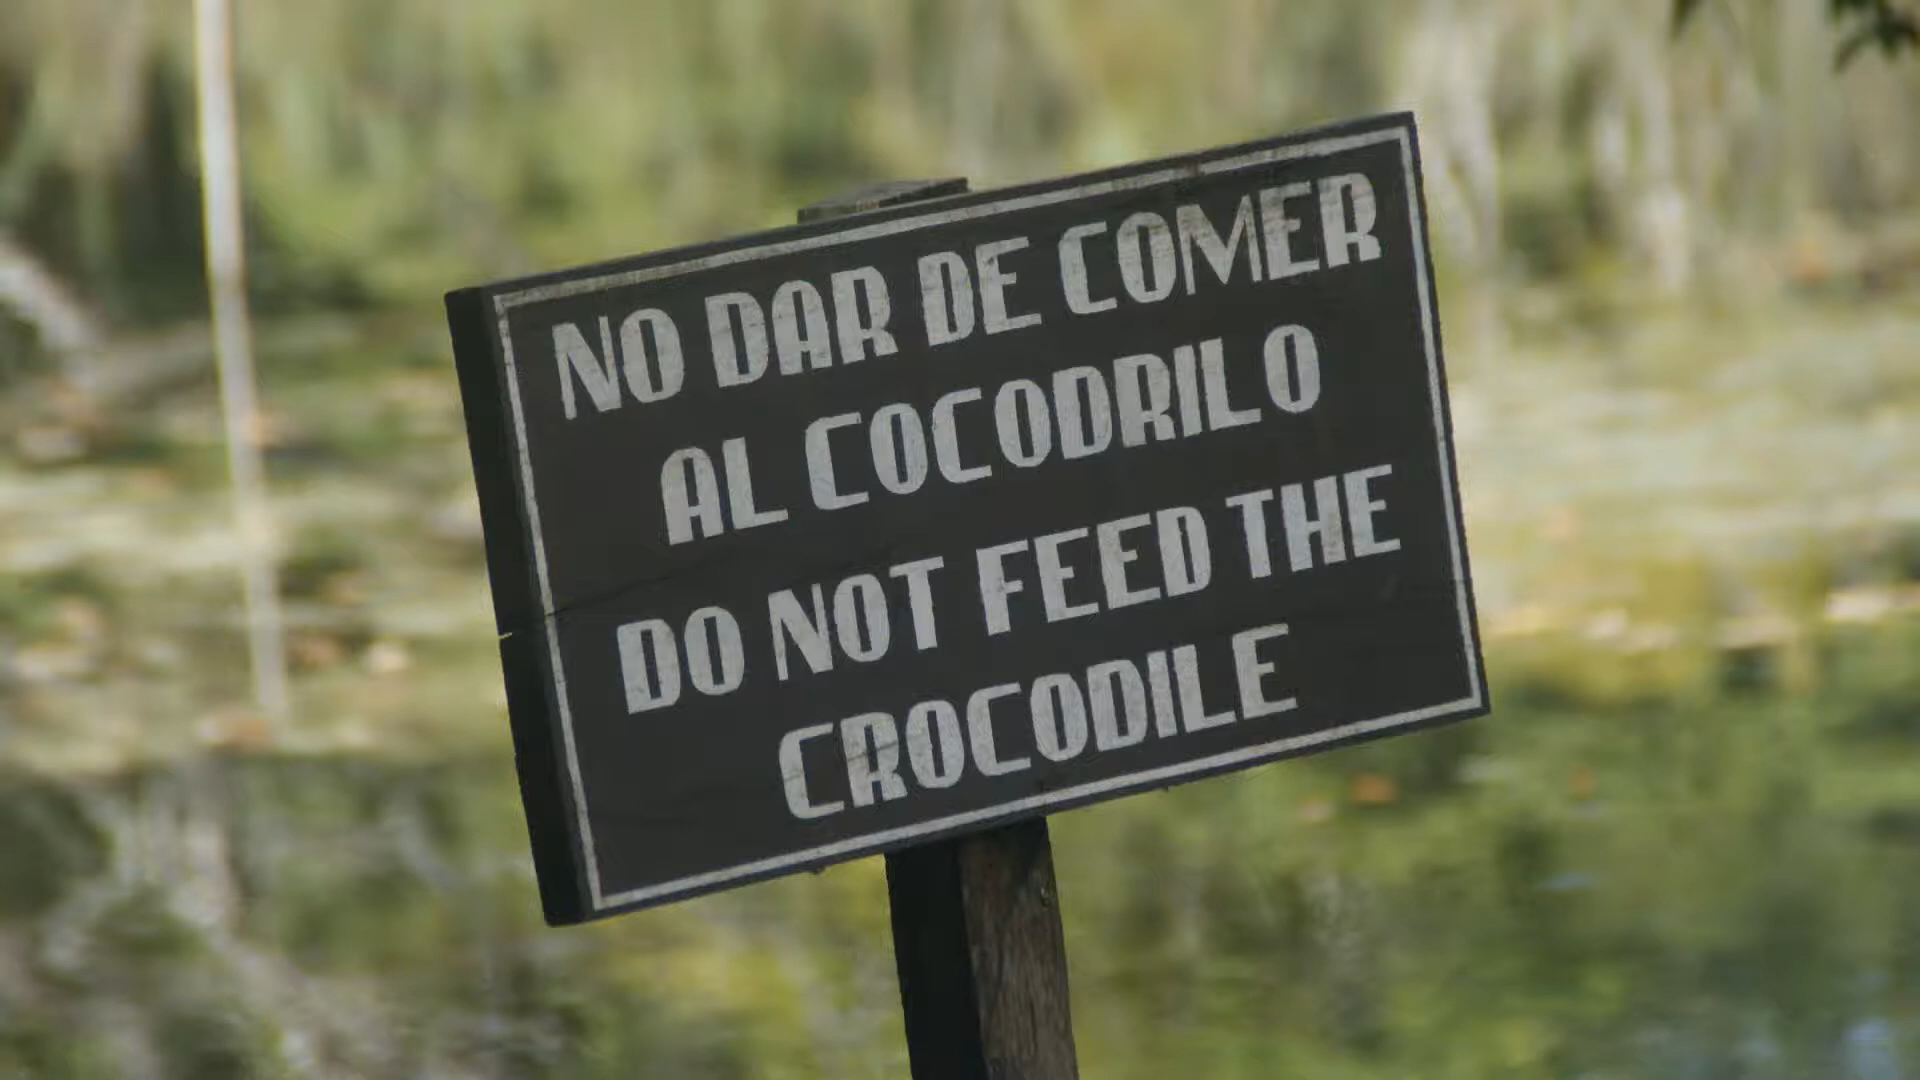 NO DAR DE COMER
AL COCODRILO
DO NOT FEED THE
CROCODILE